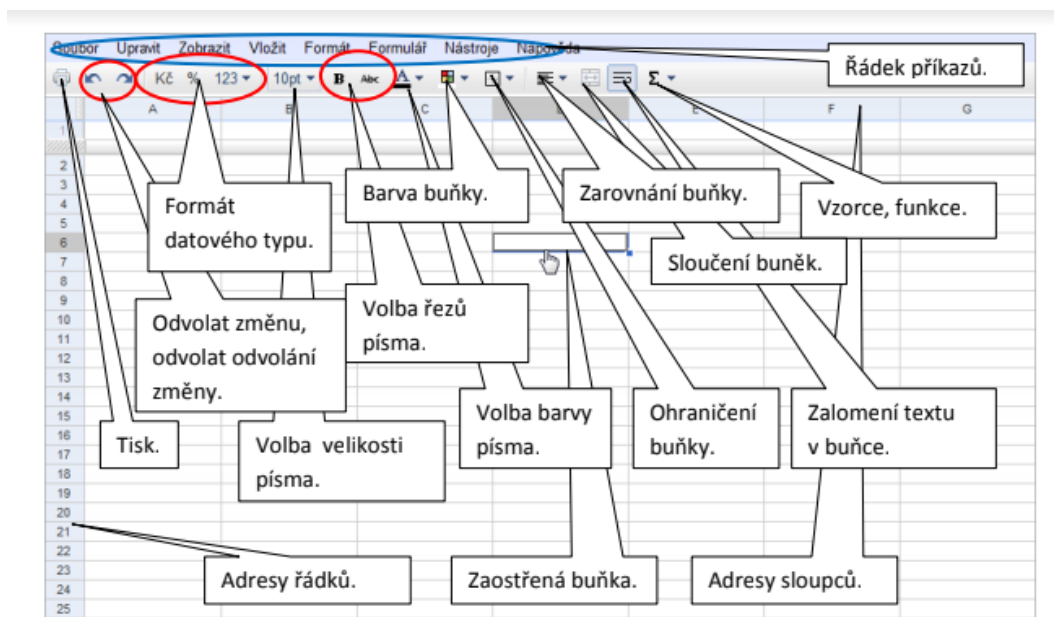 Soubor Upravit Zobrazit Vložit Formát Formulář Nástroje Nápověda
Řádek příkazů.
Kč % 123 10pt B Abc A Σ
A B C D E F G
1
2
3
4
5
6
7
8
9
10
11
12
13
14
15
16
17
18
19
20
21
22
23
24
25
Formát
datového typu.
Barva buňky.
Zarovnání buňky.
Vzorce, funkce.
Sloučení buněk.
Odvolat změnu,
odvolat odvolání
změny.
Volba řezů
písma.
Tisk.
Volba velikosti
písma.
Volba barvy
písma.
Ohraničení
buňky.
Zalomení textu
v buňce.
Adresy řádků.
Zaostřená buňka.
Adresy sloupců.